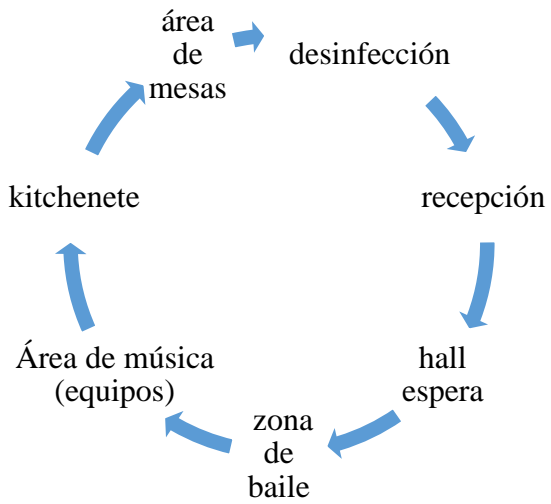 área
de
mesas
desinfección
recepción
hall
espera
zona
de
baile
Área de música
(equipos)
kitchenete